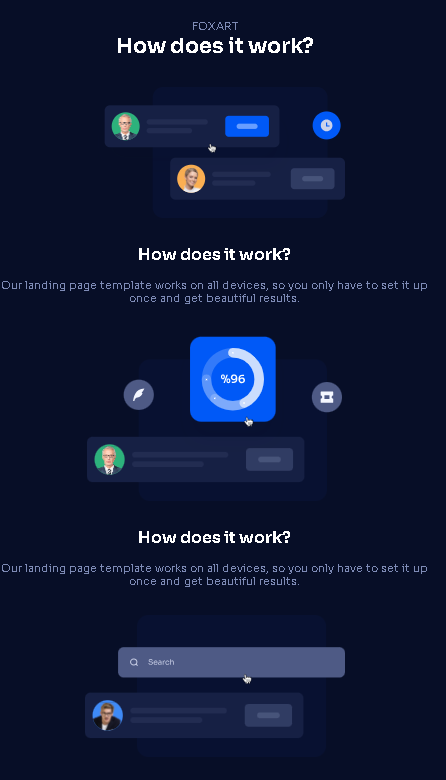 FOXART
How does it work?
How does it work?
Our landing page template works on all devices, so you only have to set it up
once and get beautiful results.
%96
How does it work?
Our landing page template works on all devices, so you only have to set it up
once and get beautiful results.
Search